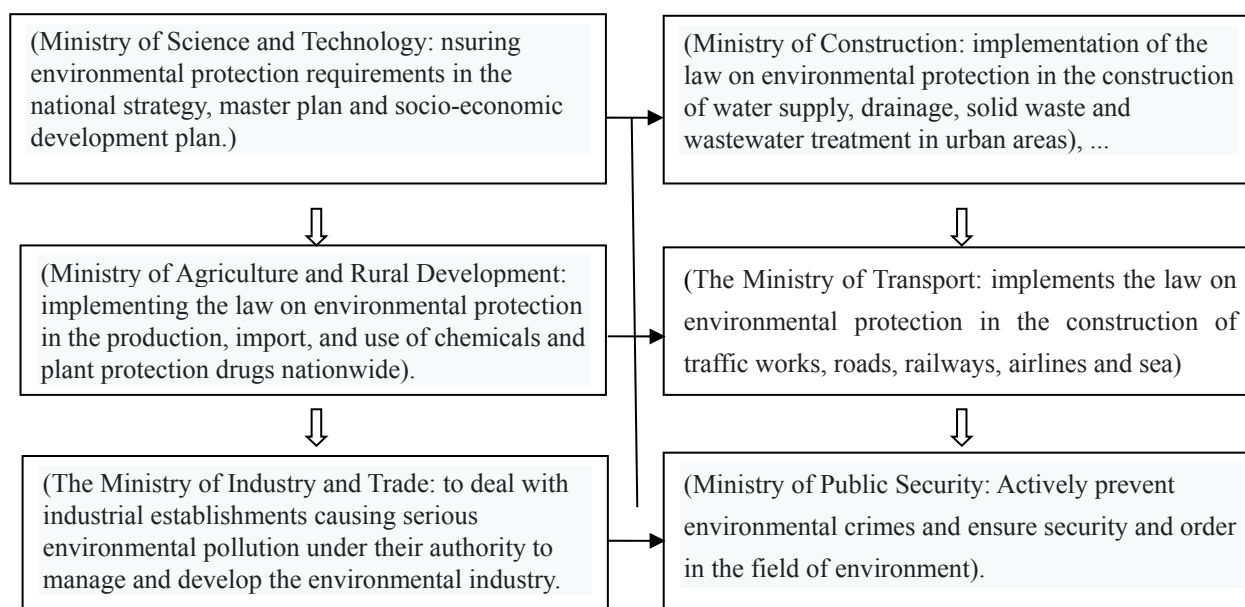 (Ministry of Science and Technology: nsuring
environmental protection requirements in the
national strategy, master plan and socio-economic
development plan.)
(Ministry of Construction: implementation of the
law on environmental protection in the construction
of water supply, drainage, solid waste and
wastewater treatment in urban areas), ...
(Ministry of Agriculture and Rural Development:
implementing the law on environmental protection
in the production, import, and use of chemicals and
plant protection drugs nationwide).
(The Ministry of Transport: implements the law on
environmental protection in the construction of
traffic works, roads, railways, airlines and sea)
(The Ministry of Industry and Trade: to deal with
industrial establishments causing serious
environmental pollution under their authority to
manage and develop the environmental industry.
(Ministry of Public Security: Actively prevent
environmental crimes and ensure security and order
in the field of environment).